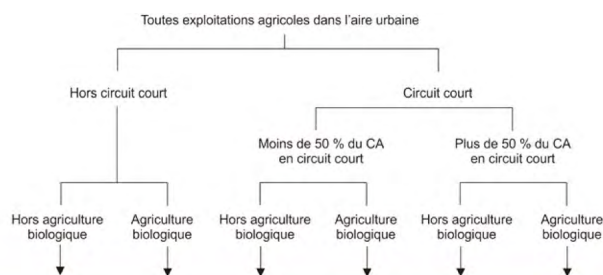 Toutes exploitations agricoles dans l'aire urbaine
Hors circuit court
Circuit court
Moins de 50 % du CA
en circuit court
Plus de 50 % du CA
en circuit court
Hors agriculture
biologique
Agriculture
biologique
Hors agriculture
biologique
Agriculture
biologique
Hors agriculture
biologique
Agriculture
biologique